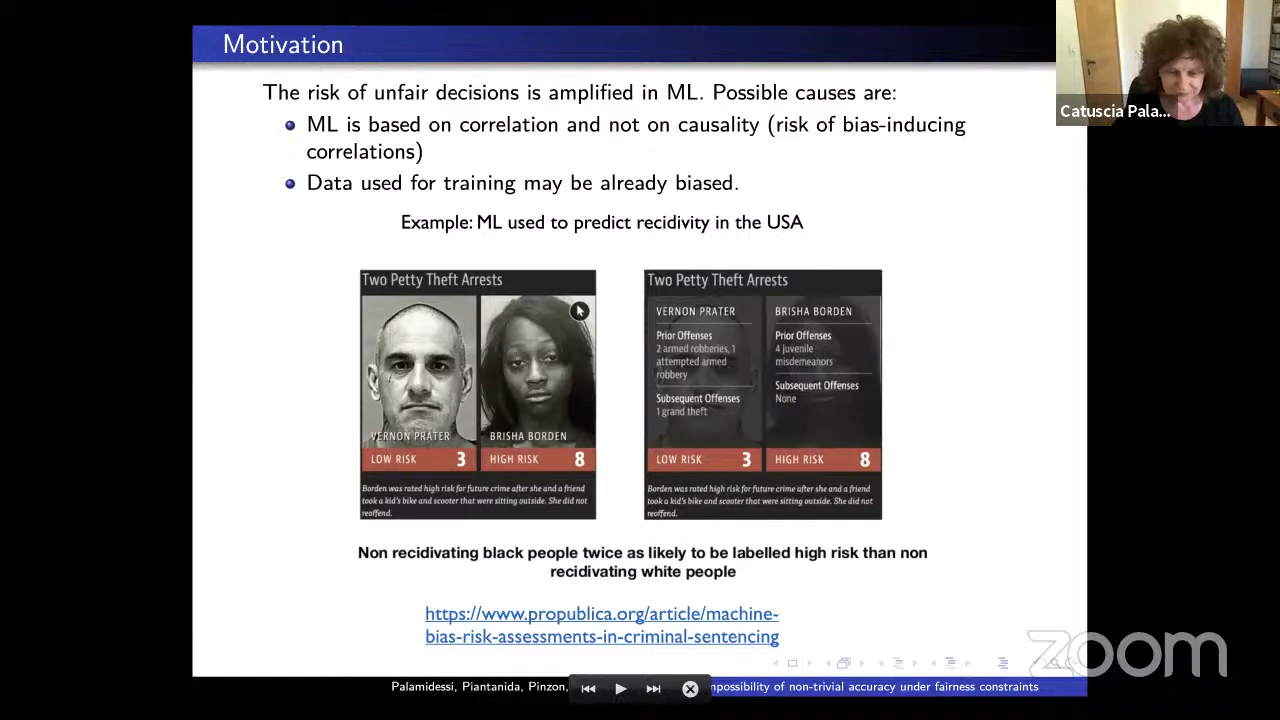 Motivation
The risk of unfair decisions is amplified in ML. Possible causes are:
ML is based on correlation and not on causality (risk of bias-inducing
correlations)
Data used for training may be already biased.
Example: ML used to predict recidivity in the USA
Two Petty Theft Arrests
VERNON PRATER
BRISHA BORDEN
LOW RISK 3
HIGH RISK 8
Borden was rated high risk for future crime after she and a friend
took a kid's bike and scooter that were sitting outside. She did not
reoffend.
Two Petty Theft Arrests
VERNON PRATER
Prior Offenses
2 armed robberies, 1
attempted armed
robbery
Subsequent Offenses
1 grand theft
LOW RISK 3
BRISHA BORDEN
Prior Offenses
4 juvenile
misdemeanors
Subsequent Offenses
None
HIGH RISK 8
Borden was rated high risk for future crime after she and a friend
took a kid's bike and scooter that were sitting outside. She did not
reoffend.
Non recidivating black people twice as likely to be labelled high risk than non
recidivating white people
https://www.propublica.org/article/machine-
bias-risk-assessments-in-criminal-sentencing
Palamidessi, Piantanida, Pinzon,
mpossibility of non-trivial accuracy under fairness constraints
Catuscia Pala...
zoom